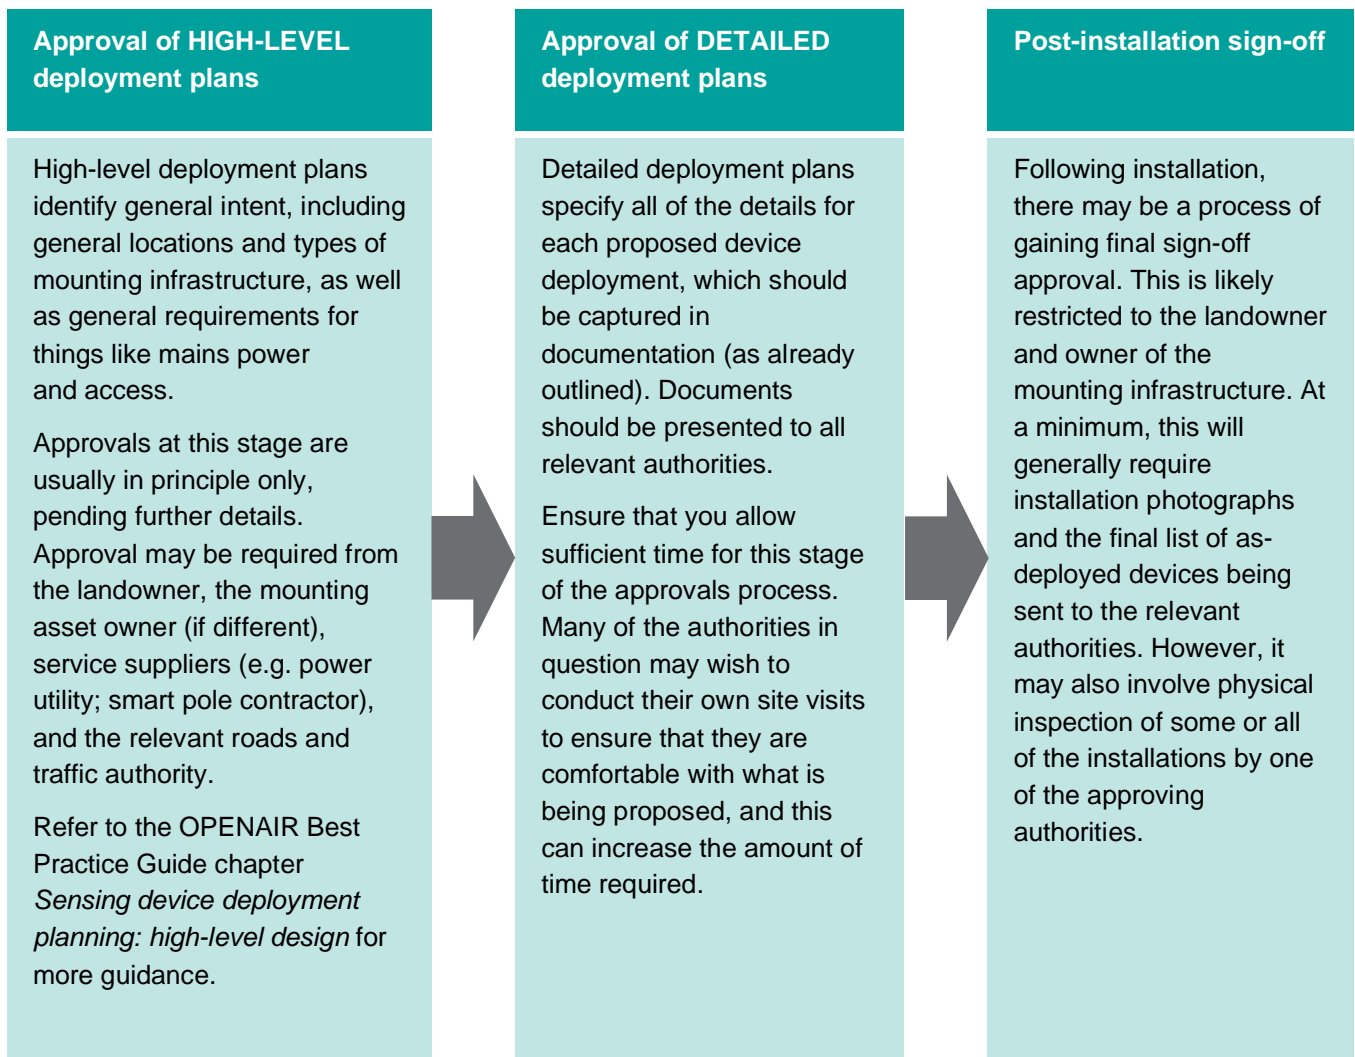 Approval of HIGH-LEVEL
deployment plans
High-level deployment plans
identify general intent, including
general locations and types of
mounting infrastructure, as well
as general requirements for
things like mains power
and access.
Approvals at this stage are
usually in principle only,
pending further details.
Approval may be required from
the landowner, the mounting
asset owner (if different),
service suppliers (e.g. power
utility; smart pole contractor),
and the relevant roads and
traffic authority.
Refer to the OPENAIR Best
Practice Guide chapter
Sensing device deployment
planning: high-level design for
more guidance.
Approval of DETAILED
deployment plans
Detailed deployment plans
specify all of the details for
each proposed device
deployment, which should
be captured in
documentation (as already
outlined). Documents
should be presented to all
relevant authorities.
Ensure that you allow
sufficient time for this stage
of the approvals process.
Many of the authorities in
question may wish to
conduct their own site visits
to ensure that they are
comfortable with what is
being proposed, and this
can increase the amount of
time required.
Post-installation sign-off
Following installation,
there may be a process of
gaining final sign-off
approval. This is likely
restricted to the landowner
and owner of the
mounting infrastructure. At
a minimum, this will
generally require
installation photographs
and the final list of as-
deployed devices being
sent to the relevant
authorities. However, it
may also involve physical
inspection of some or all
of the installations by one
of the approving
authorities.